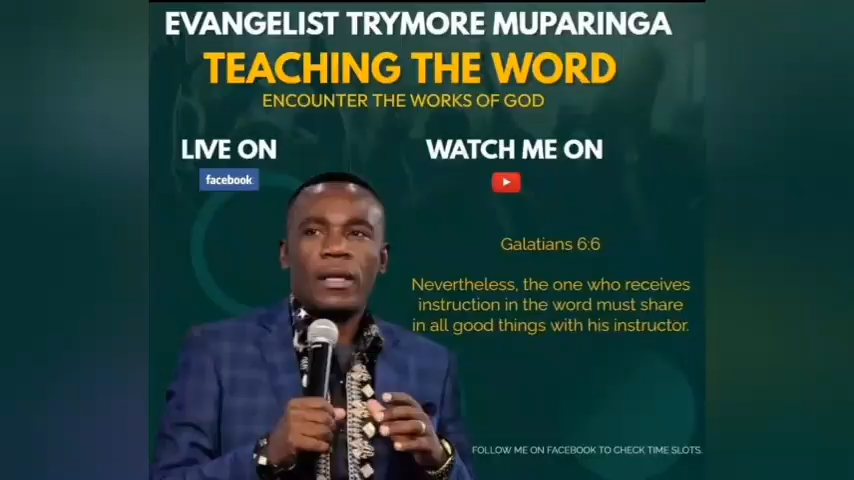 EVANGELIST TRYMORE MUPARINGA
TEACHING THE WORD
ENCOUNTER THE WORKS OF GOD
LIVE ON
facebook
WATCH ME ON
Galatians 6:6
Nevertheless, the one who receives
instruction in the word must share
in all good things with his instructor.
FOLLOW ME ON FACEBOOK TO CHECK TIME SLOTS.